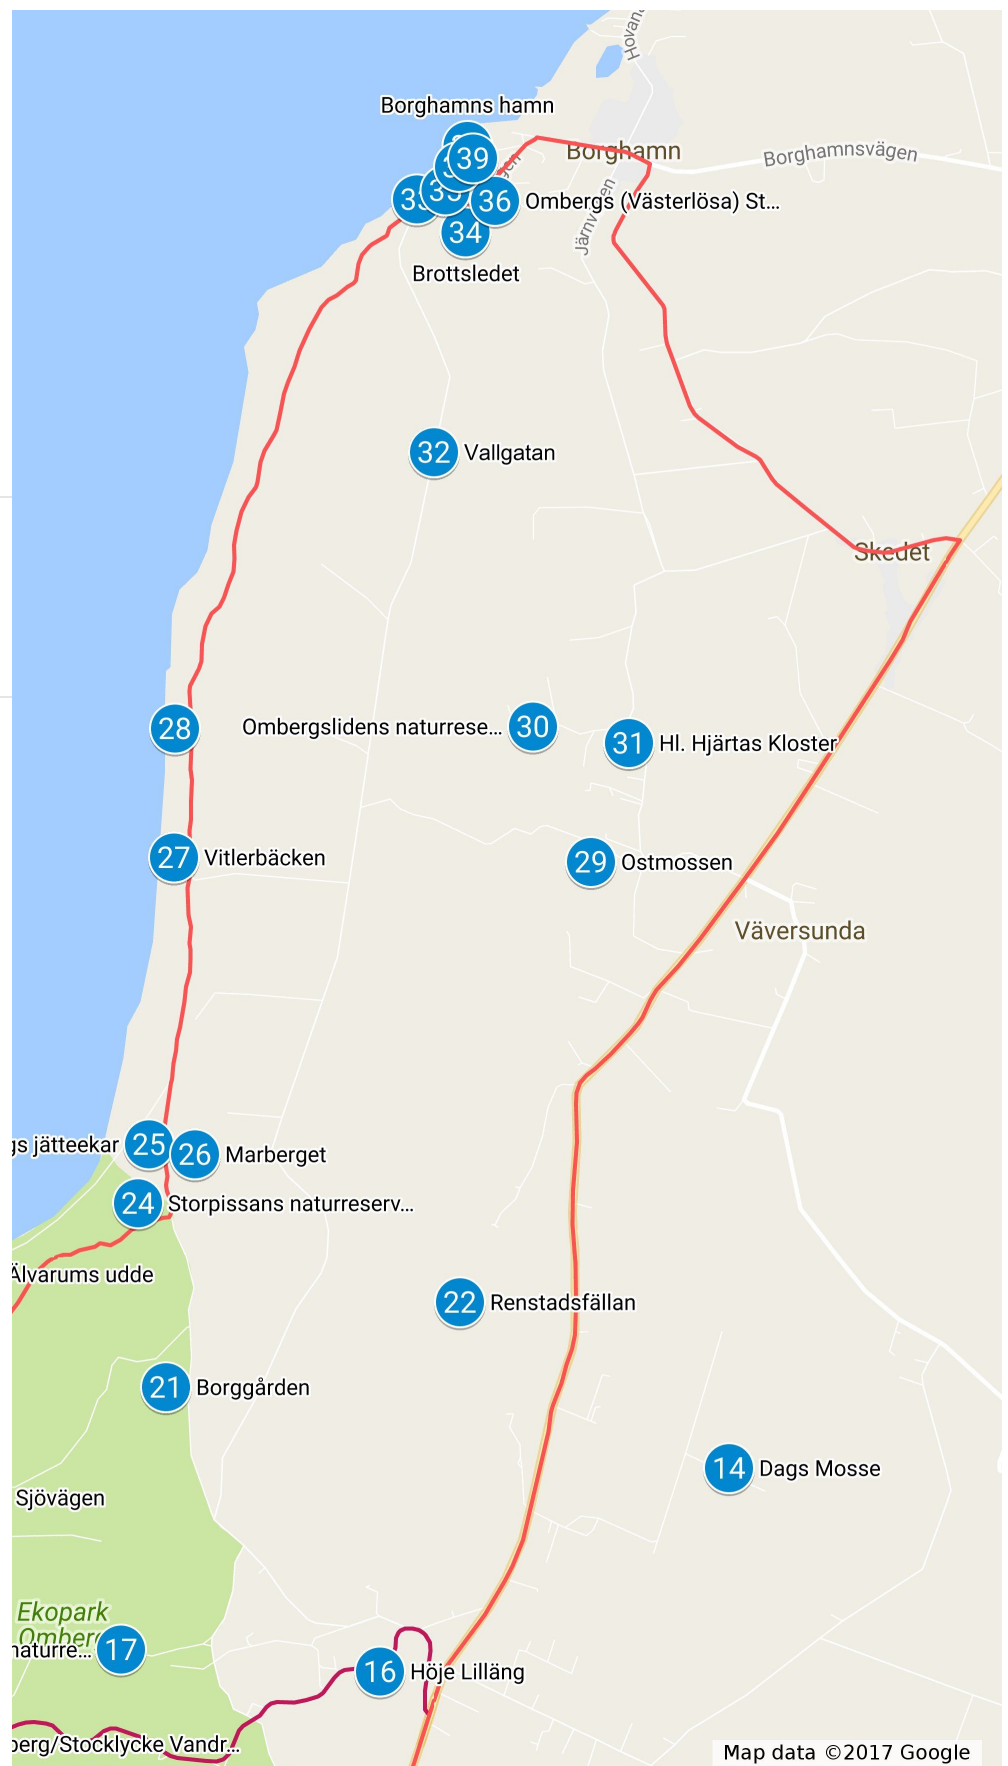 Borghamns hamn
39
Borghamn
Borghamnsvägen
36
Ombergs (Västerlösa) St...
34
Brottsledet
32
Vallgatan
Skedet
28
Ombergslidens naturrese...
30
31
Hl. Hjärtas Kloster
27
Vitlerbäcken
29
Ostmossen
Väversunda
gs jätteekar
25
26
Marberget
24
Storpissans naturreserv...
Älvarums udde
22
Renstadsfällan
21
Borggården
14
Dags Mosse
Sjövägen
Ekopark
Omberg
naturre...
17
16
Höje Lilläng
berg/Stocklycke Vandr...
Map data ©2017 Google